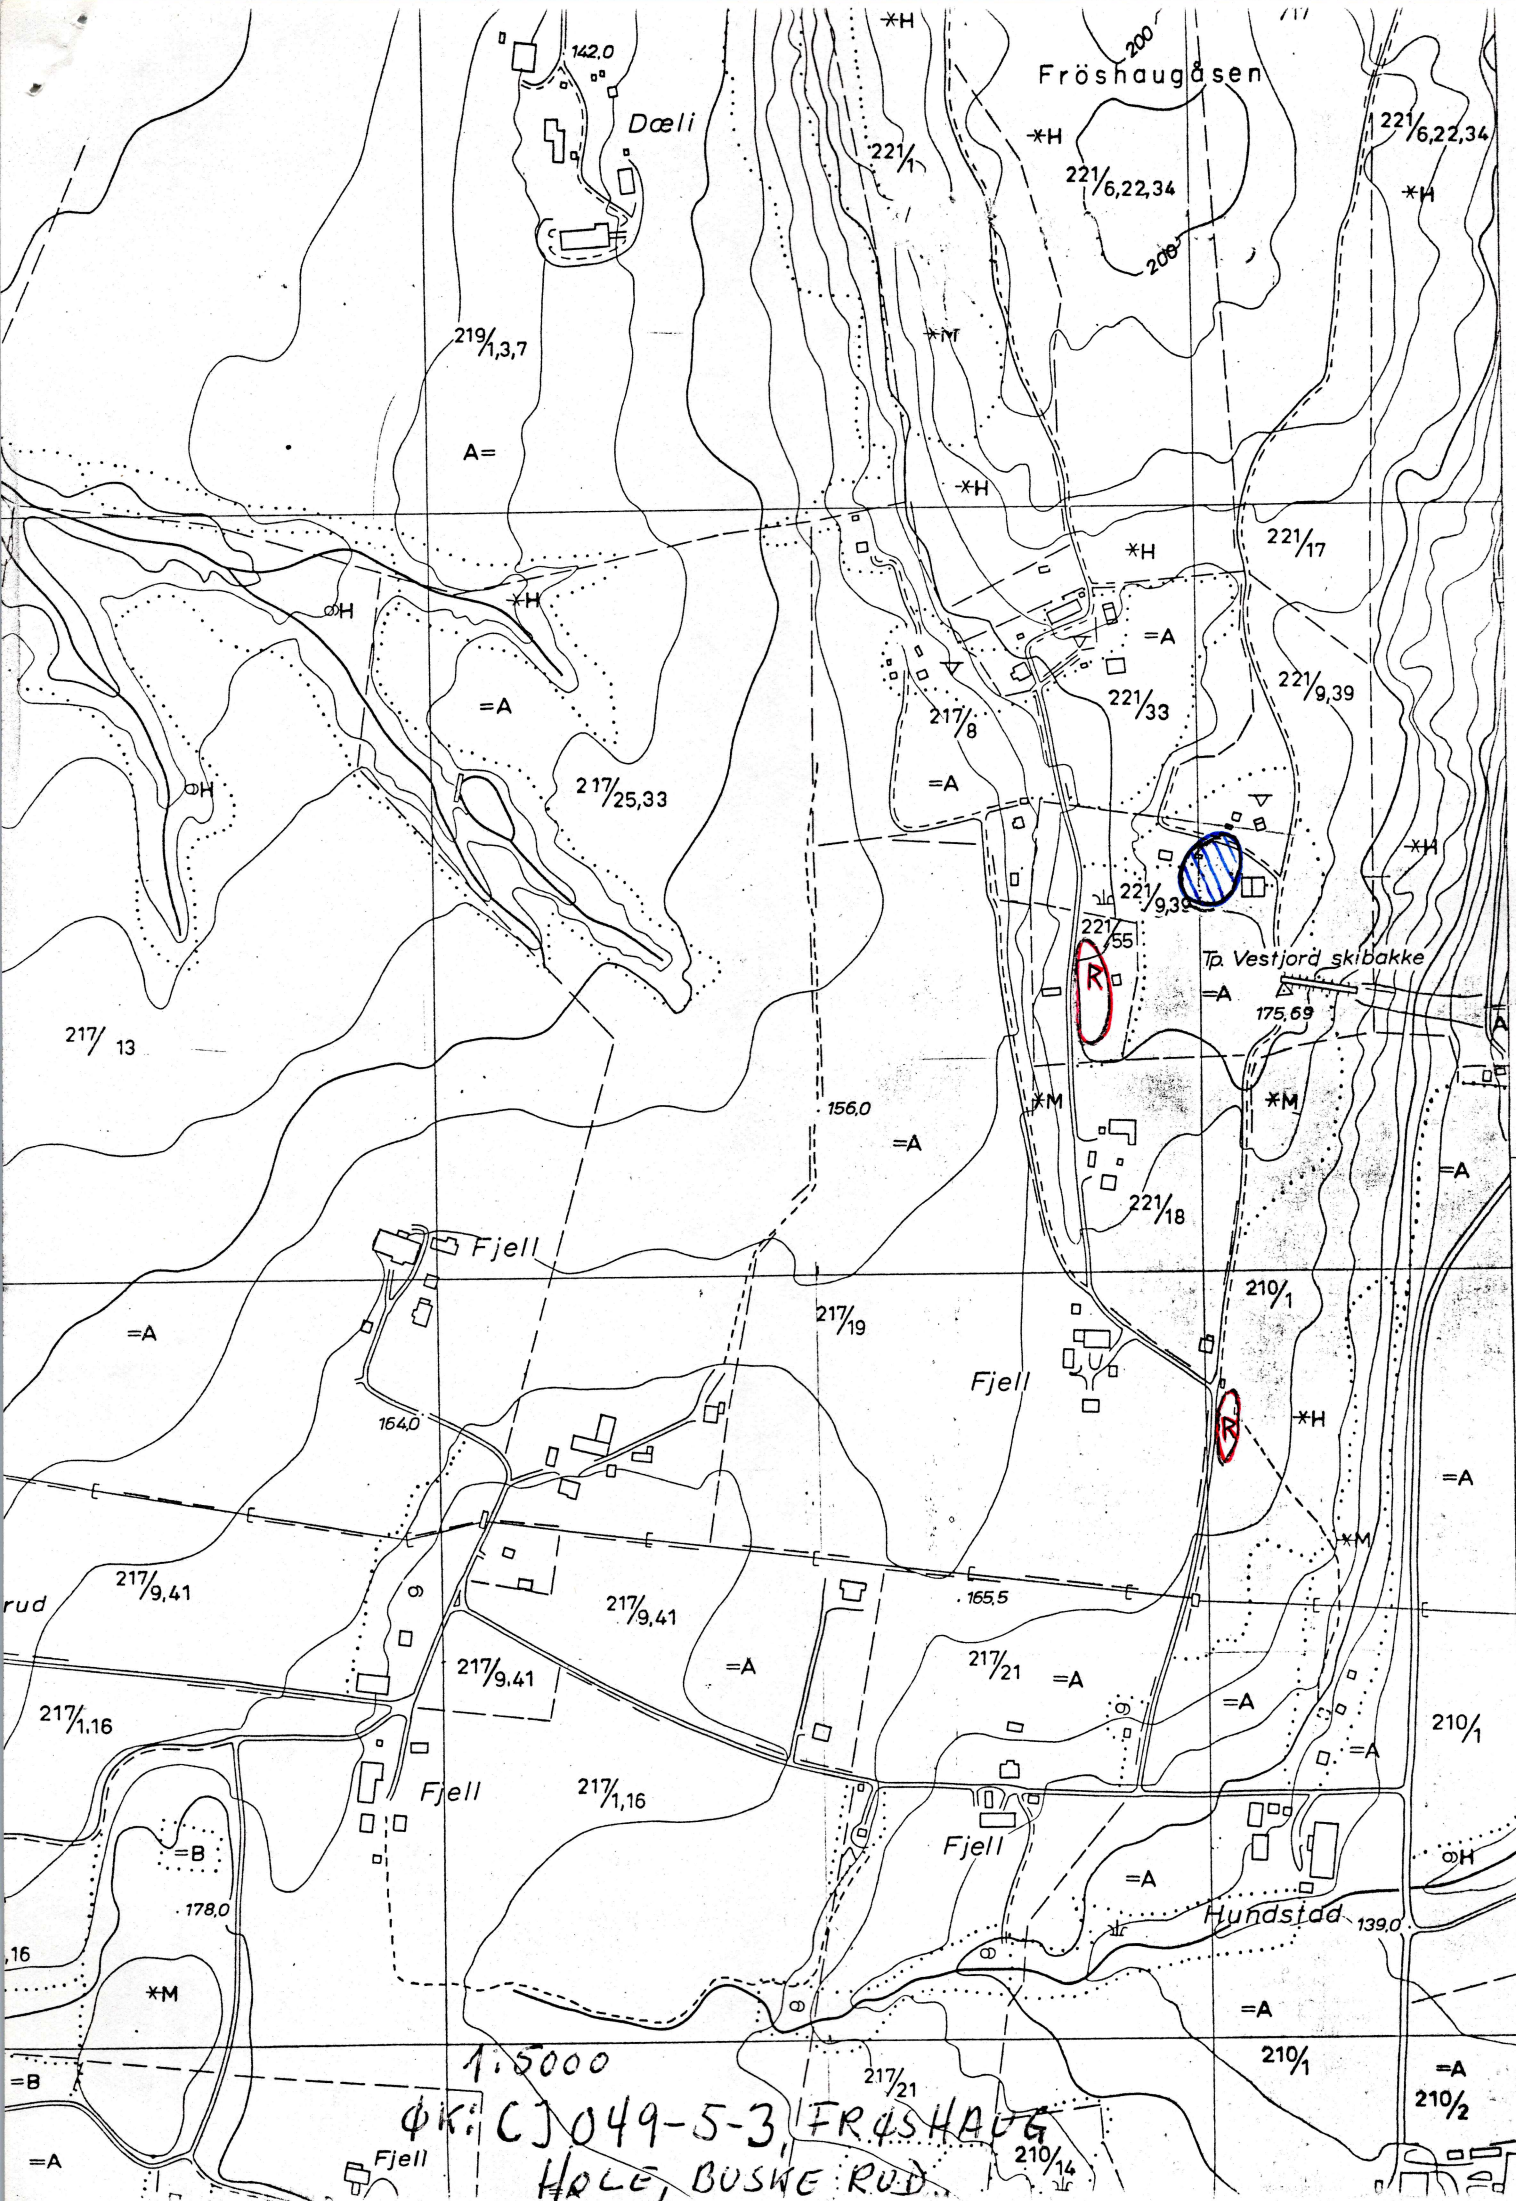 H
200
717
142,0
Fröshaugåsen
Dæli
H
221/6,22,34
221/1
221/6,22,34
H
200
219/1,3,7
M
A=
H
221/17
H
H
H
=A
221/9,39
=A
221/33
217/8
217/25,33
=A
H
H
221/9,39
221/55
Tp. Vestjord skibakke
R
=A
175,69
A
217/13
M
156,0
M
=A
=A
221/18
Fjell
210/1
=A
217/19
Fjell
164,0
R
H
=A
M
217/9,41
rud
217/9,41
165,5
217/21
=A
217/9,41
=A
=A
217/1,16
210/1
=A
Fjell
217/1,16
Fjell
=B
H
=A
178,0
Hundstad
139,0
,16
M
=A
1:5000
210/1
=A
=B
217/21
210/2
ØK: CJ 049-5-3, FRØSHAUG
210/14
=A
Fjell
HOLE, BUSKERUD.